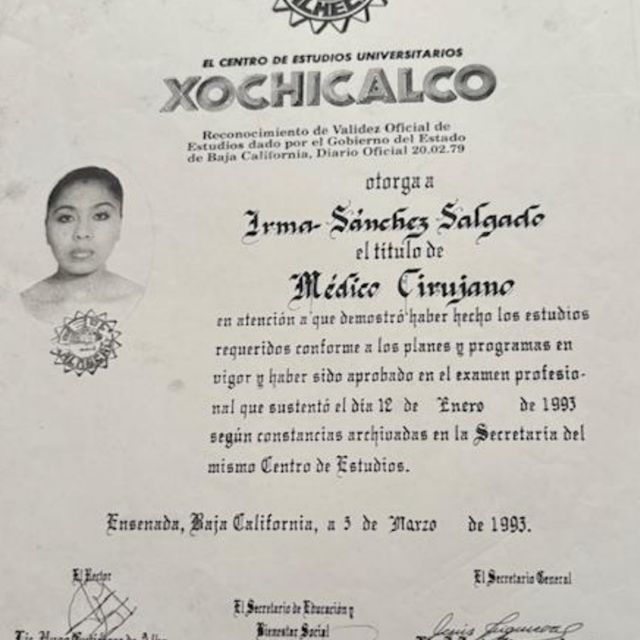 EL CENTRO DE ESTUDIOS UNIVERSITARIOS
XOCHICALCO
Reconocimiento de Validez Oficial de
Estudios dado por el Gobierno del Estado
de Baja California, Diario Oficial 20.02.79
otorga a
Irma Sánchez Salgado
el titulo de
Médico Cirujano
en atención a que demostró haber hecho los estudios
requeridos conforme a los planes y programas en
vigor y haber sido aprobado en el examen profesio-
nal que sustentó el día 12 de Enero de 1993
según constancias archivadas en la Secretaría del
mismo Centro de Estudios.
Ensenada, Baja California, a 5 de Marzo de 1993.
El Rector
El Secretario General
El Secretario de Educación y
Bienestar Social